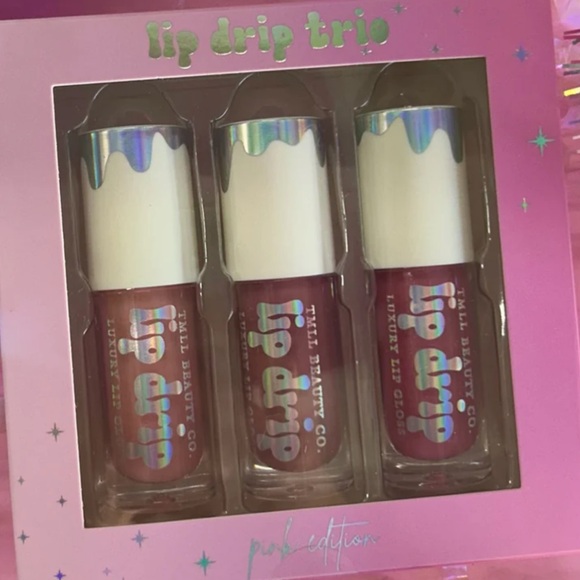 lip drip trio
lip drip
TMLL BEAUTY CO.
LUXURY LIP GLOSS
lip drip
TMLL BEAUTY CO.
LUXURY LIP GLOSS
lip drip
TMLL BEAUTY CO.
LUXURY LIP GLOSS
pink edition